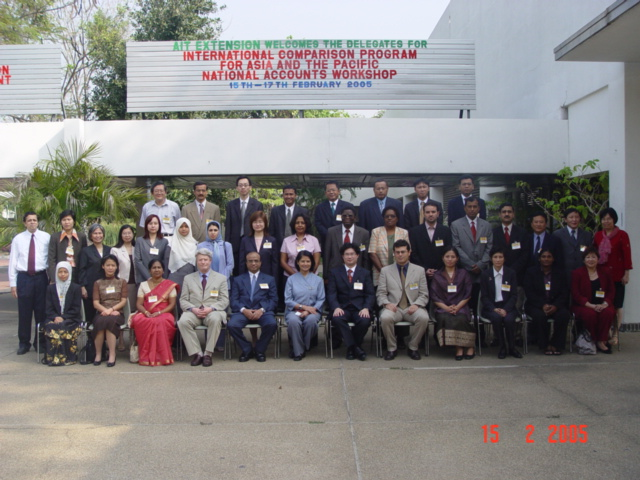 AIT EXTENSION WELCOMES THE DELEGATES FOR
INTERNATIONAL COMPARISON PROGRAM
FOR ASIA AND THE PACIFIC
NATIONAL ACCOUNTS WORKSHOP
15TH-17TH FEBRUARY 2005
15 2 2005